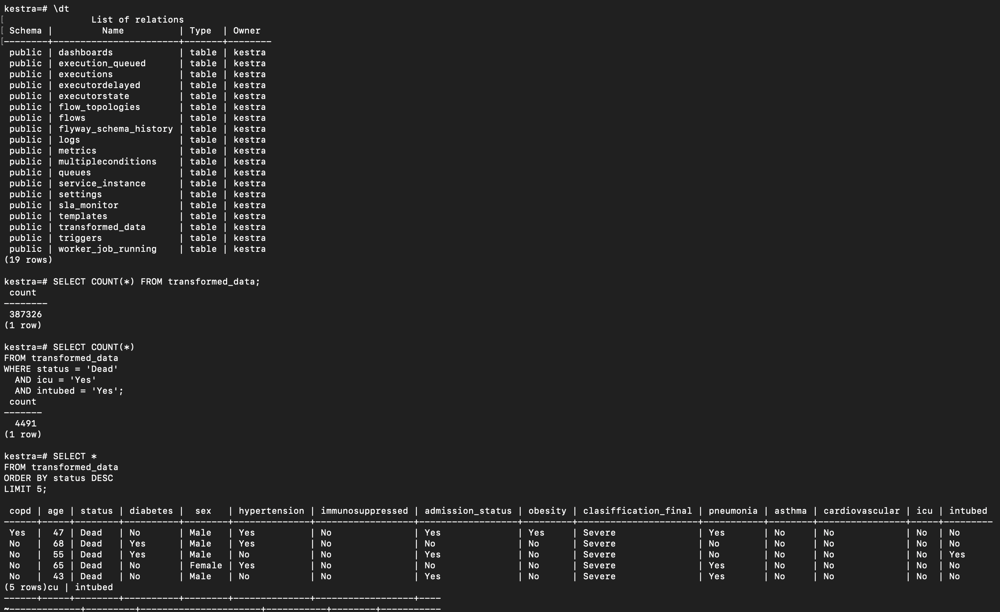 kestra=# \dt
[                List of relations
[ Schema |         Name          | Type  | Owner
[--------+-----------------------+-------+--------
 public | dashboards            | table | kestra
 public | execution_queued      | table | kestra
 public | executions            | table | kestra
 public | executordelayed       | table | kestra
 public | executorstate         | table | kestra
 public | flow_topologies       | table | kestra
 public | flows                 | table | kestra
 public | flyway_schema_history | table | kestra
 public | logs                  | table | kestra
 public | metrics               | table | kestra
 public | multipleconditions    | table | kestra
 public | queues                | table | kestra
 public | service_instance      | table | kestra
 public | settings              | table | kestra
 public | sla_monitor           | table | kestra
 public | templates             | table | kestra
 public | transformed_data      | table | kestra
 public | triggers              | table | kestra
 public | worker_job_running    | table | kestra
(19 rows)

kestra=# SELECT COUNT(*) FROM transformed_data;
 count
--------
 387326
(1 row)

kestra=# SELECT COUNT(*)
FROM transformed_data
WHERE status = 'Dead'
  AND icu = 'Yes'
  AND intubed = 'Yes';
 count
-------
  4491
(1 row)

kestra=# SELECT *
FROM transformed_data
ORDER BY status DESC
LIMIT 5;

 copd | age | status | diabetes |  sex   | hypertension | immunosuppressed | admission_status | obesity | clasiffication_final | pneumonia | asthma | cardiovascular | icu | intubed
------+-----+--------+----------+--------+--------------+------------------+------------------+---------+----------------------+-----------+--------+----------------+-----+---------
 Yes  |  47 | Dead   | No       | Male   | Yes          | No               | Yes              | Yes     | Severe               | Yes       | No     | No             | No  | No
 No   |  68 | Dead   | Yes      | Male   | Yes          | No               | No               | No      | Severe               | No        | No     | No             | No  | No
 No   |  55 | Dead   | Yes      | Male   | No           | No               | Yes              | No      | Severe               | No        | No     | No             | No  | Yes
 No   |  65 | Dead   | No       | Female | Yes          | No               | No               | No      | Severe               | Yes       | No     | No             | No  | No
 No   |  43 | Dead   | No       | Male   | No           | No               | Yes              | No      | Severe               | Yes       | No     | No             | No  | No
(5 rows)cu | intubed
------+-----+--------+----------+--------+--------------+------------------+----
~-------------+---------+----------------------+-----------+--------+-----------